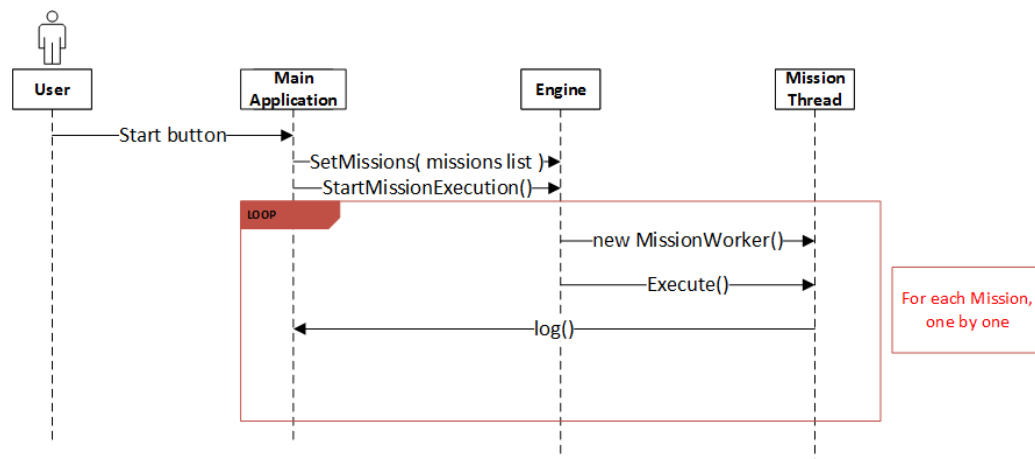 User
Main
Application
Engine
Mission
Thread
Start button
SetMissions( missions list )
StartMissionExecution()
LOOP
new MissionWorker()
Execute()
For each Mission,
one by one
log()